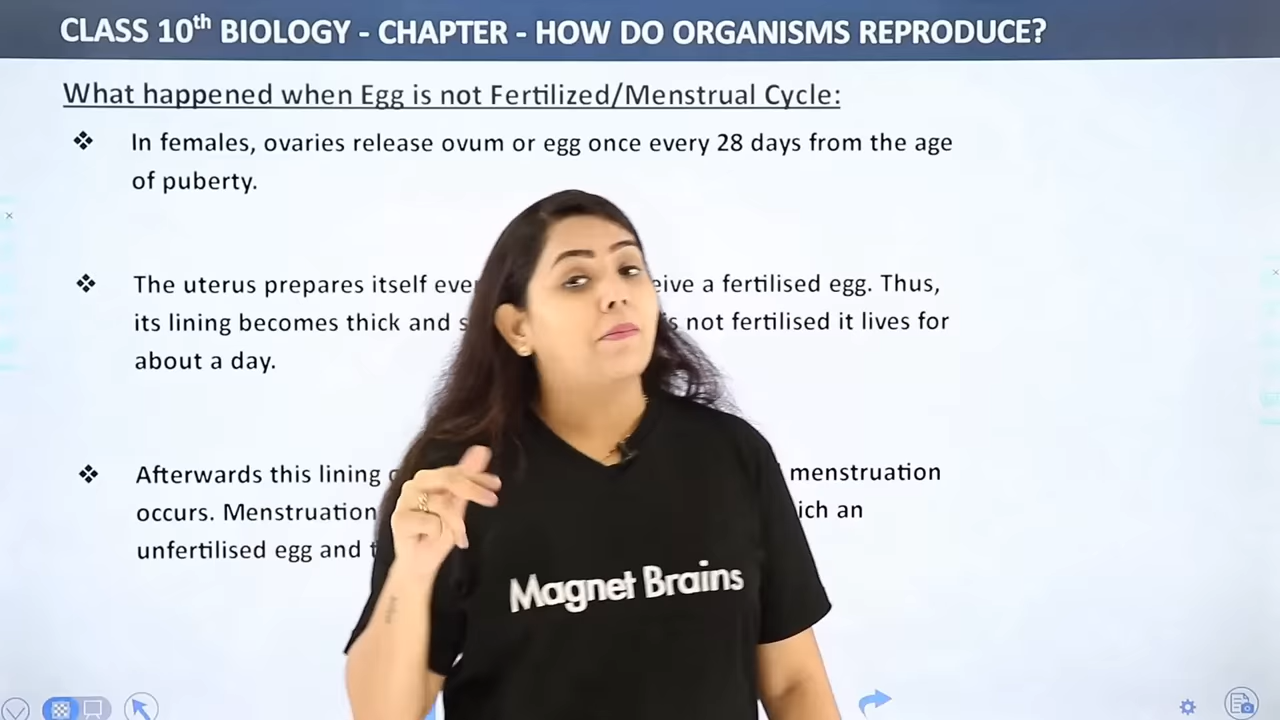 CLASS 10th BIOLOGY - CHAPTER - HOW DO ORGANISMS REPRODUCE?
What happened when Egg is not Fertilized/Menstrual Cycle:
❖ In females, ovaries release ovum or egg once every 28 days from the age
of puberty.
❖ The uterus prepares itself a fertilised egg. Thus,
its lining becomes thick and not fertilised it lives for
about a day.
❖ Afterwards this lining menstruation
occurs. Menstruation an
unfertilised egg and
Magnet Brains